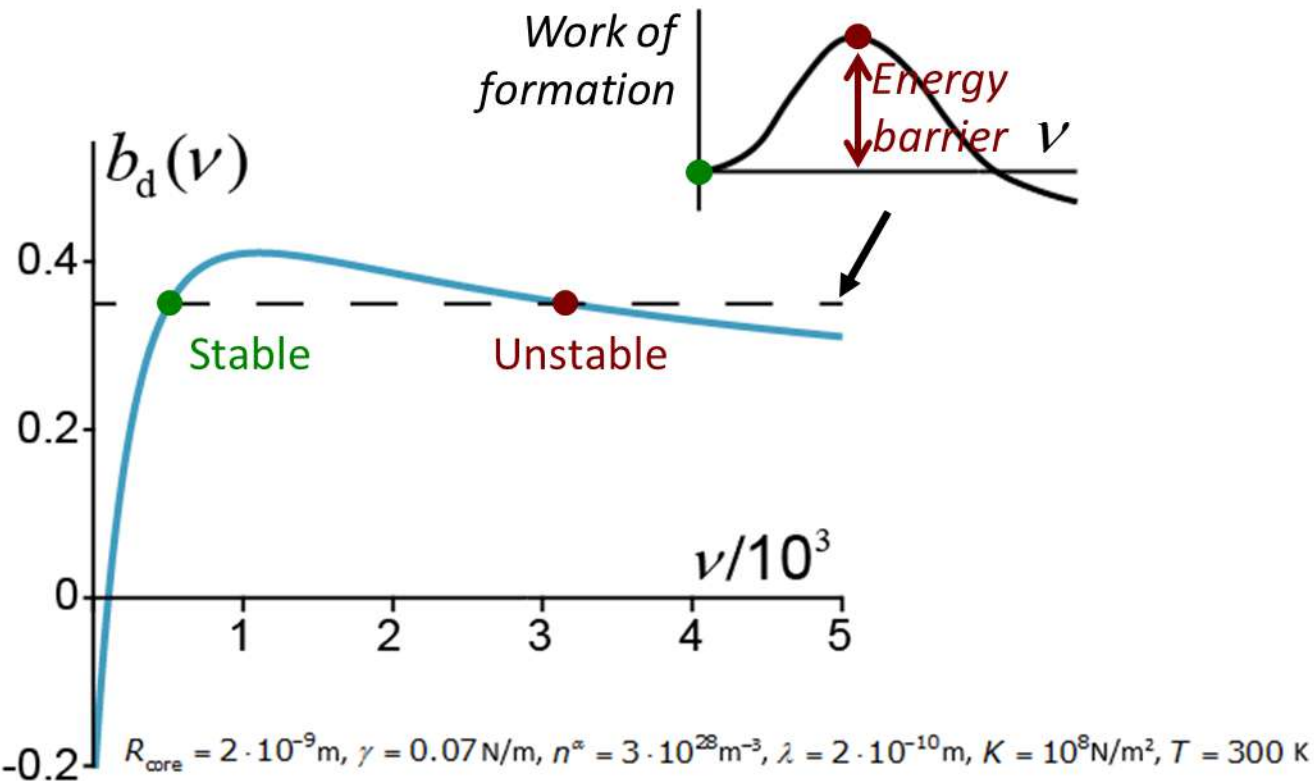 Work of
formation
Energy
barrier
ν
b_d(ν)
0.4
Stable
Unstable
0.2
ν/10³
0
1
2
3
4
5
-0.2
R_core = 2·10⁻⁹m, γ = 0.07 N/m, n^α = 3·10²⁸m⁻³, λ = 2·10⁻¹⁰m, K = 10⁸N/m², T = 300 K